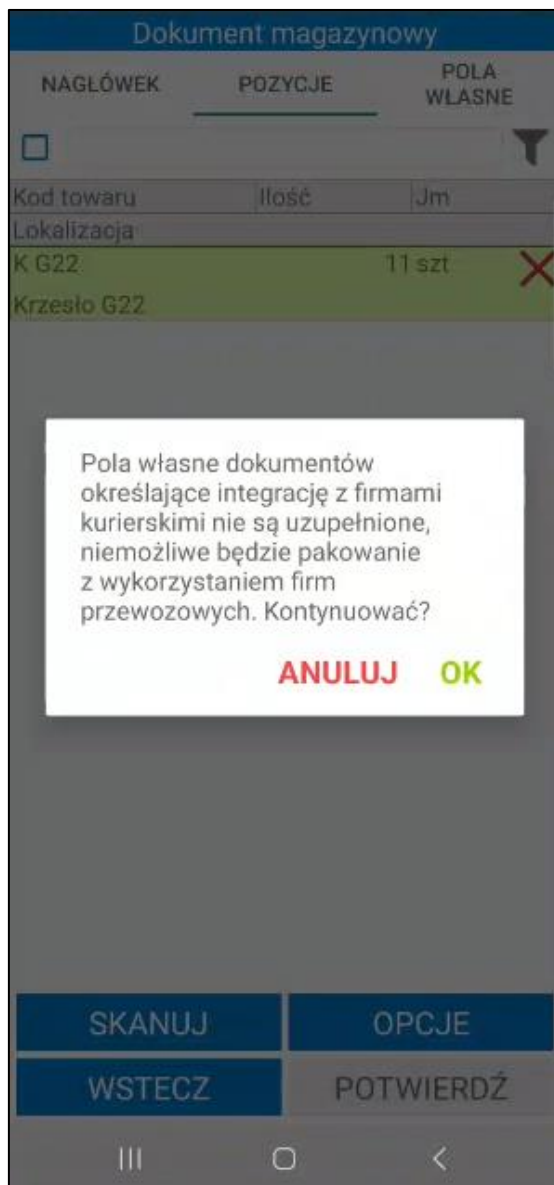 Dokument magazynowy
NAGŁÓWEK POZYCJE POLA WŁASNE
Kod towaru Ilość Jm
Lokalizacja
K G22 11 szt
Krzesło G22
Pola własne dokumentów
określające integrację z firmami
kurierskimi nie są uzupełnione,
niemożliwe będzie pakowanie
z wykorzystaniem firm
przewozowych. Kontynuować?
ANULUJ OK
SKANUJ OPCJE
WSTECZ POTWIERDŹ